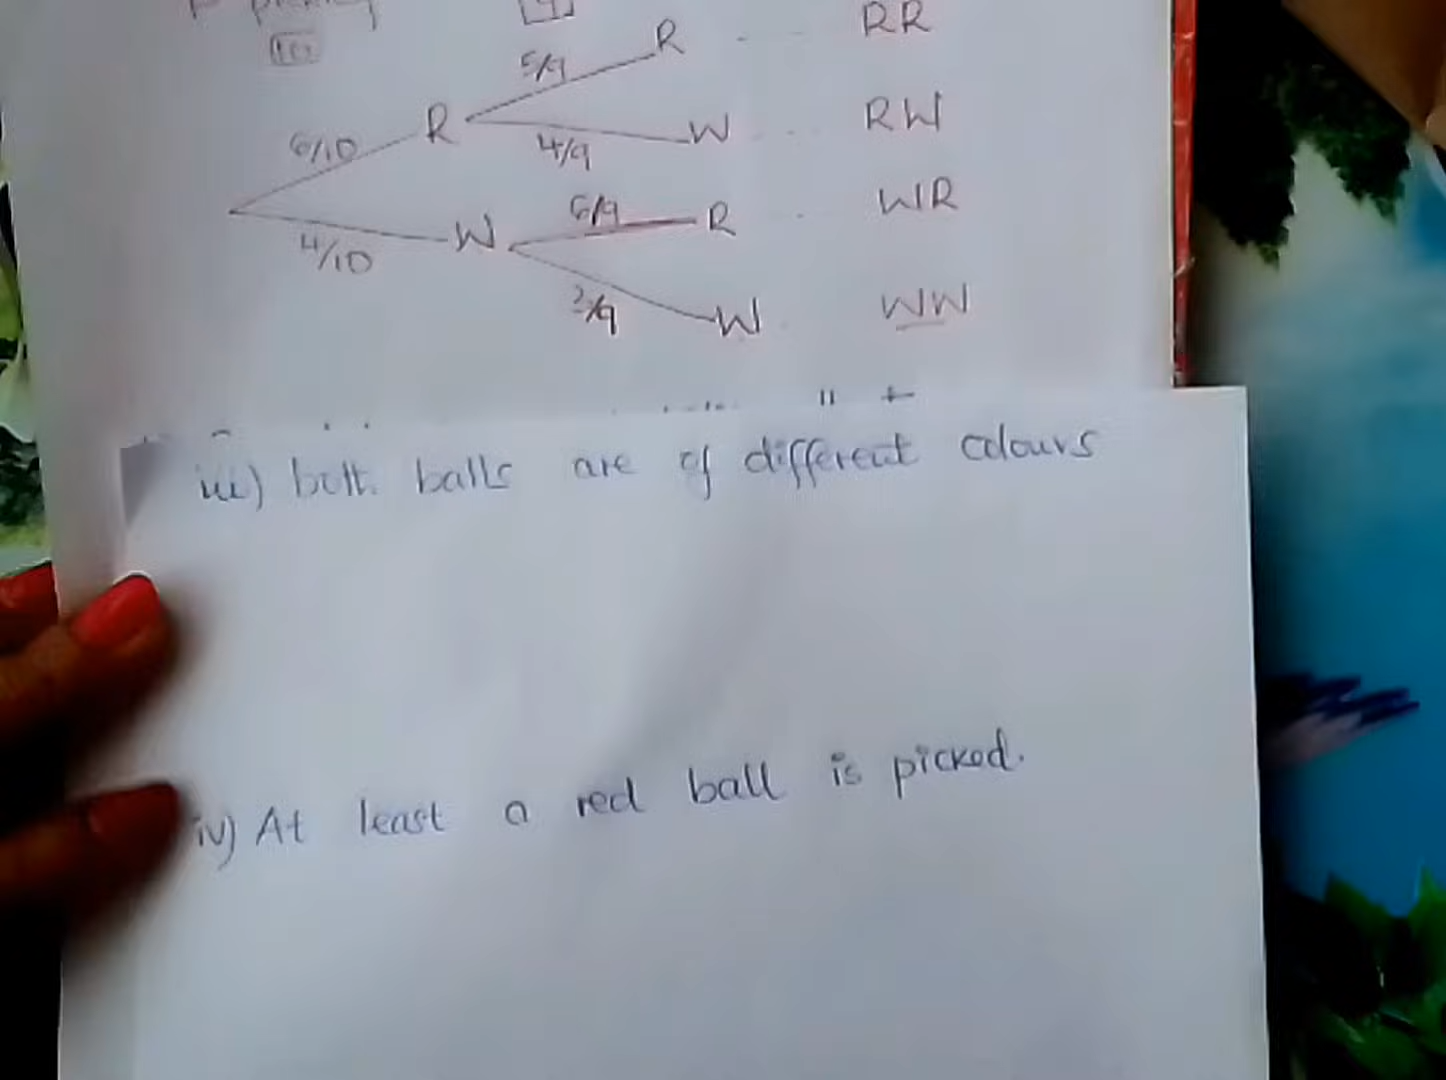 R
RR
5/9
R
RW
6/10
4/9
W
6/9
R
WR
4/10
W
3/9
W
WW
iii) both balls are of different colours
iv) At least a red ball is picked.